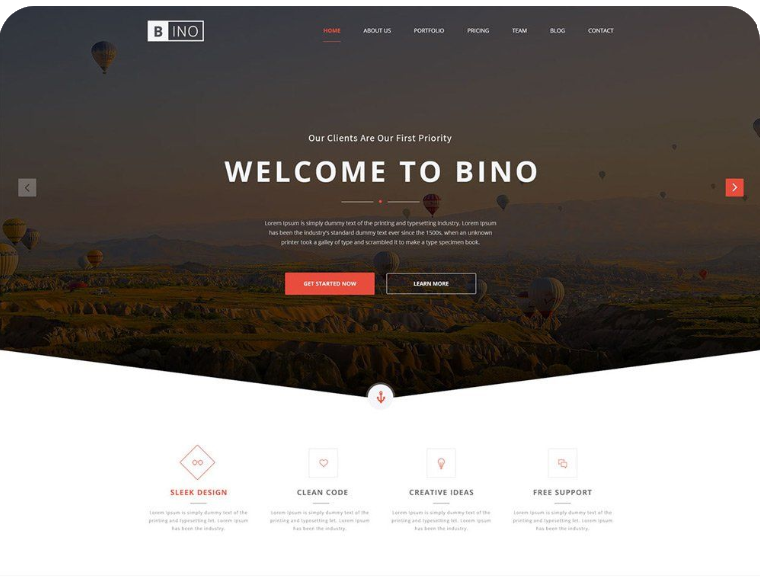 BINO
HOME ABOUT US PORTFOLIO PRICING TEAM BLOG CONTACT
Our Clients Are Our First Priority
WELCOME TO BINO
Lorem Ipsum is simply dummy text of the printing and typesetting industry. Lorem Ipsum
has been the industry's standard dummy text ever since the 1500s, when an unknown
printer took a galley of type and scrambled it to make a type specimen book.
GET STARTED NOW LEARN MORE
SLEEK DESIGN
Lorem Ipsum is simply dummy text of the
printing and typesetting let. Lorem Ipsum
has been the industry.
CLEAN CODE
Lorem Ipsum is simply dummy text of the
printing and typesetting let. Lorem Ipsum
has been the industry.
CREATIVE IDEAS
Lorem Ipsum is simply dummy text of the
printing and typesetting let. Lorem Ipsum
has been the industry.
FREE SUPPORT
Lorem Ipsum is simply dummy text of the
printing and typesetting let. Lorem Ipsum
has been the industry.